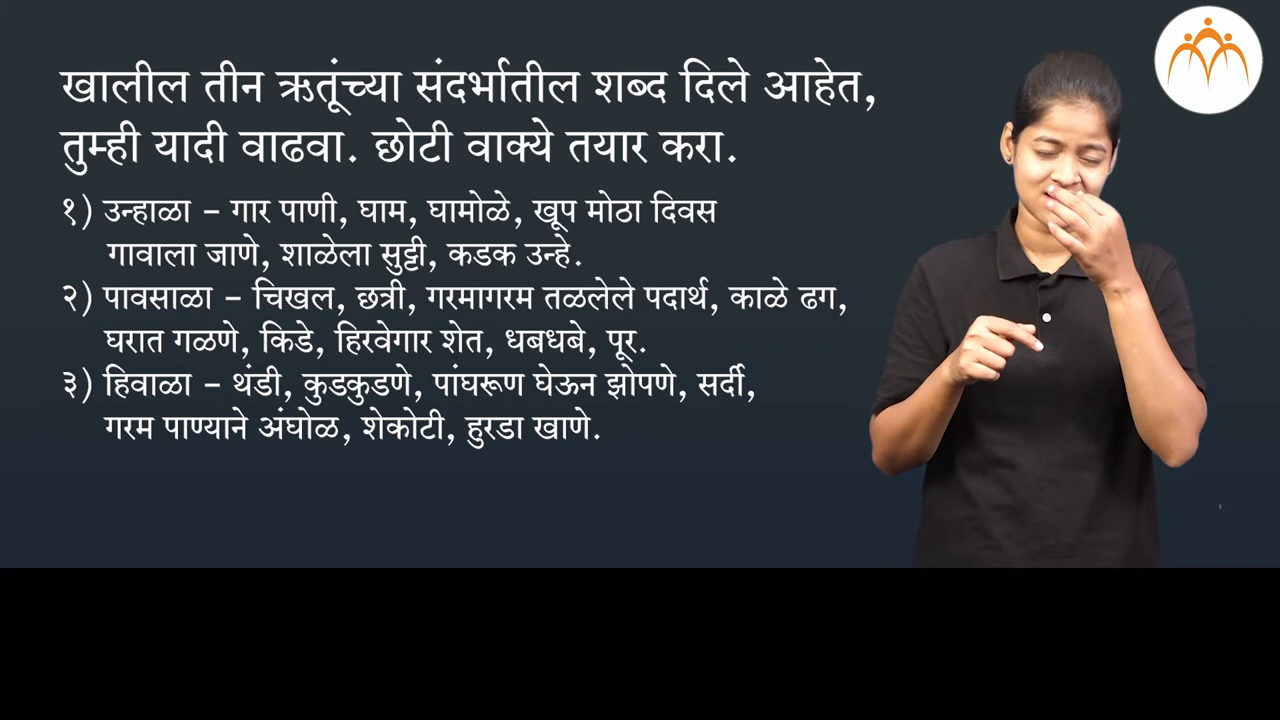 खालील तीन ऋतूंच्या संदर्भातील शब्द दिले आहेत,
तुम्ही यादी वाढवा. छोटी वाक्ये तयार करा.
१) उन्हाळा – गार पाणी, घाम, घामोळे, खूप मोठा दिवस
गावाला जाणे, शाळेला सुट्टी, कडक उन्हे.
२) पावसाळा – चिखल, छत्री, गरमागरम तळलेले पदार्थ, काळे ढग,
घरात गळणे, किडे, हिरवेगार शेत, धबधबे, पूर.
३) हिवाळा – थंडी, कुडकुडणे, पांघरूण घेऊन झोपणे, सर्दी,
गरम पाण्याने अंघोळ, शेकोटी, हुरडा खाणे.